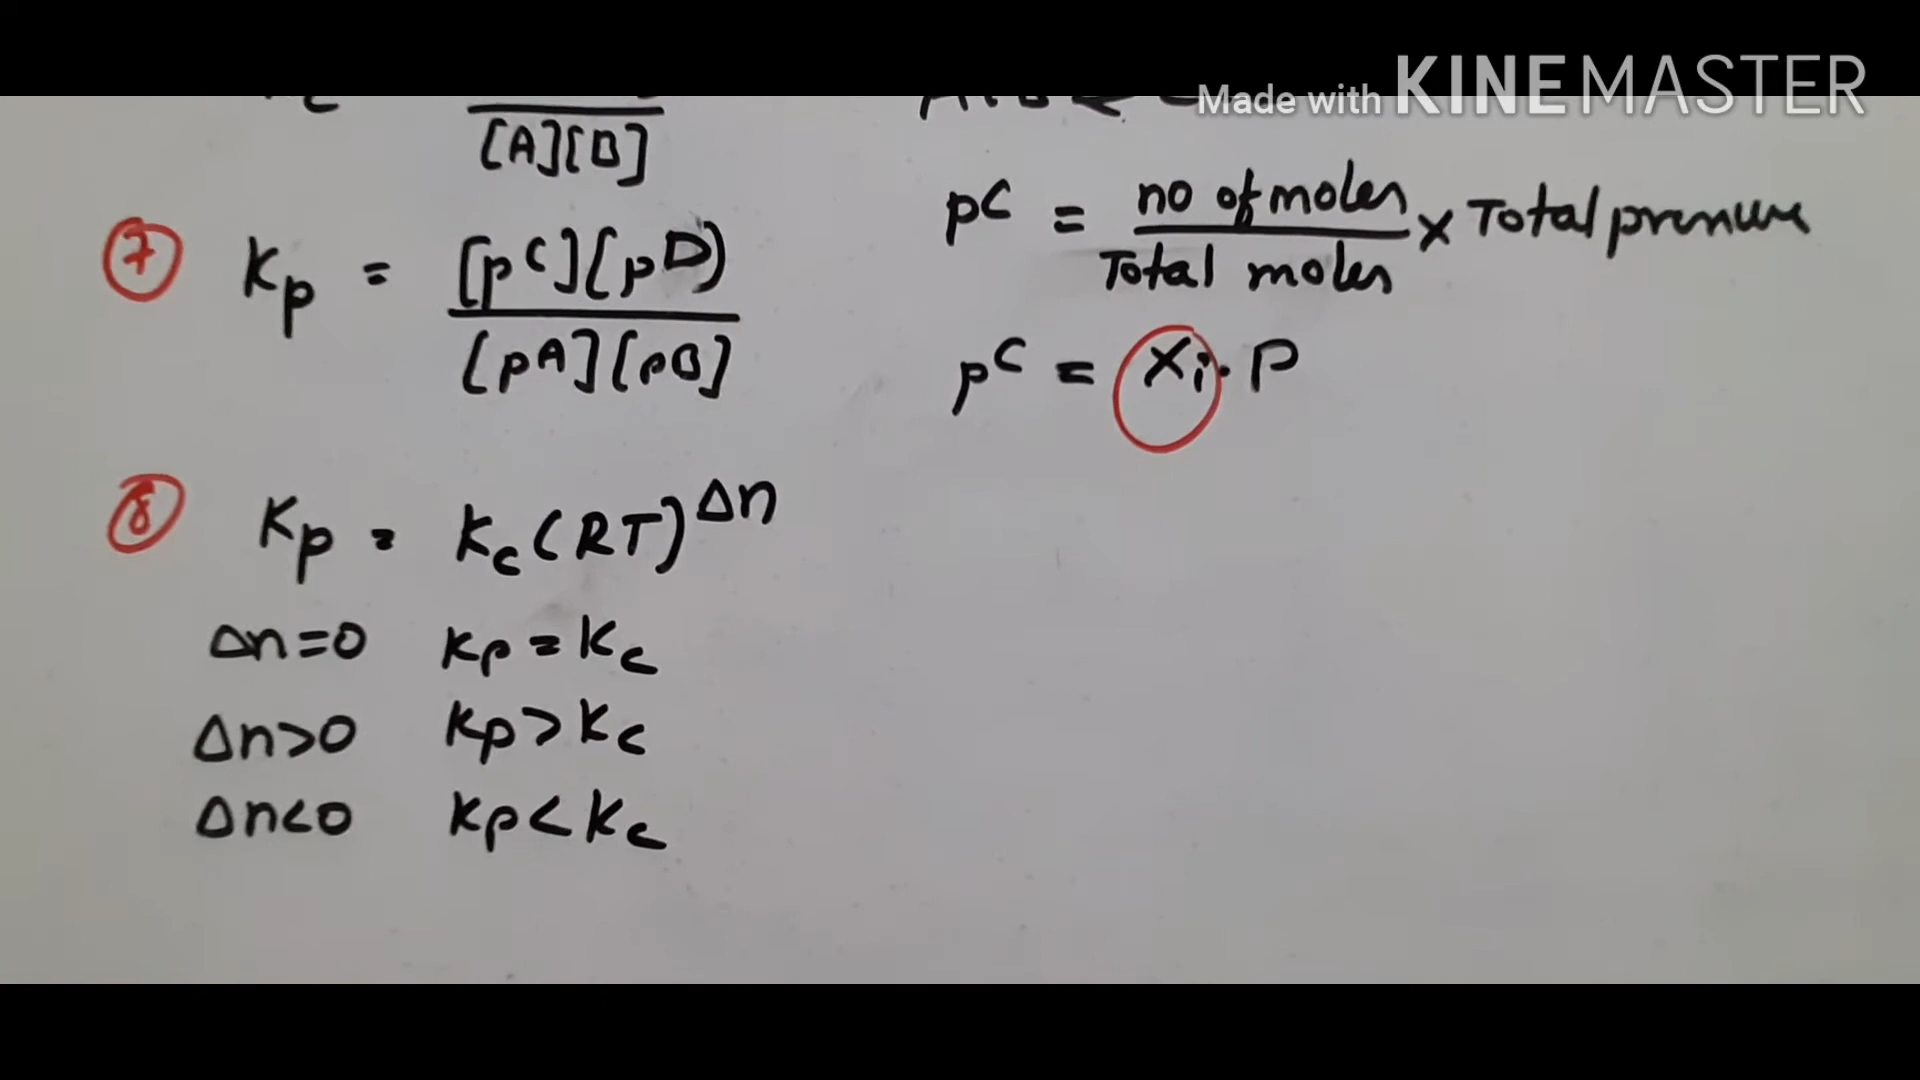 Made with KINEMASTER
[A][B]
7 Kp = [pC][pD) / [pA][pB]
pC = no of moles / Total moles × Total pressure
pC = Xi . P
8 Kp = Kc (RT)^Δn
Δn=0 Kp = Kc
Δn>0 Kp > Kc
Δn<0 Kp < Kc